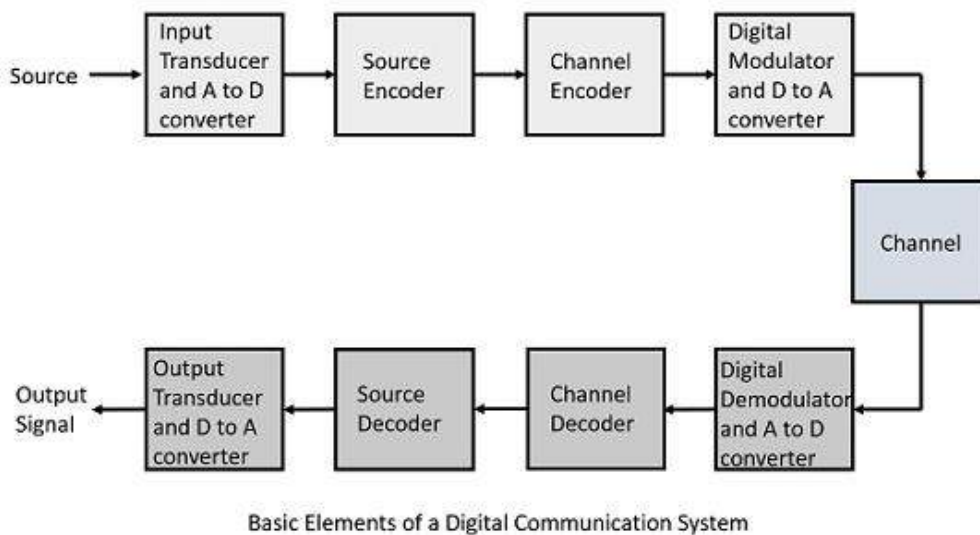 Source
Input
Transducer
and A to D
converter
Source
Encoder
Channel
Encoder
Digital
Modulator
and D to A
converter
Channel
Output
Signal
Output
Transducer
and D to A
converter
Source
Decoder
Channel
Decoder
Digital
Demodulator
and A to D
converter
Basic Elements of a Digital Communication System